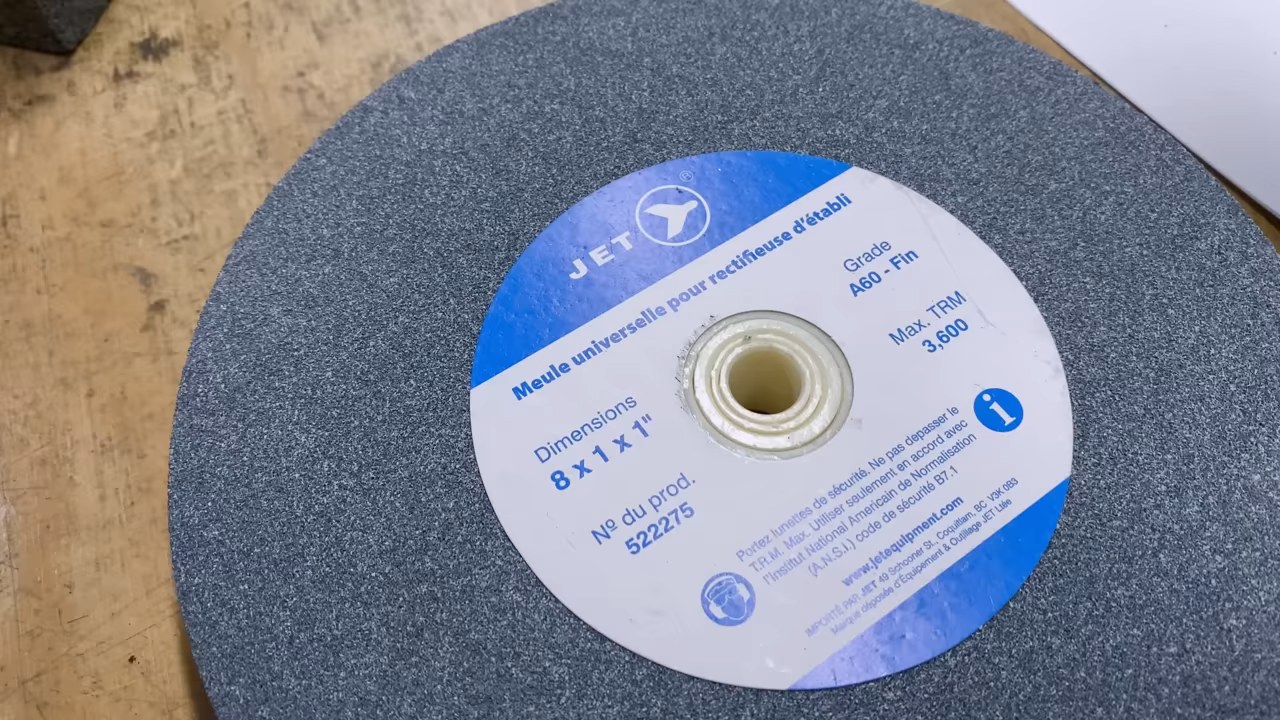 JET
®
Meule universelle pour rectifieuse d'établi
Grade
A60 - Fin
Max. TRM
3,600
Dimensions
8 x 1 x 1"
Nº du prod.
522275
i
Portez lunettes de sécurité. Ne pas depasser le
T.R.M. Max. Utiliser seulement en accord avec
l'Institut National Americain de Normalisation
(A.N.S.I.) code de sécurité B7.1
www.jetequipment.com
IMPORTÉ PAR JET 49 Schooner St., Coquitlam, BC V3K 0B3
Marque déposée d'Équipement & Outillage JET Ltée